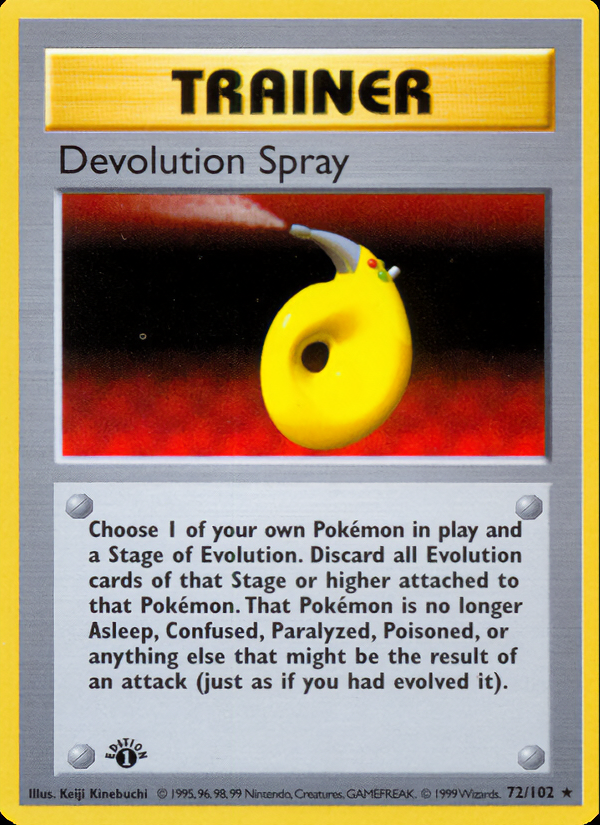 TRAINER
Devolution Spray
Choose 1 of your own Pokémon in play and
a Stage of Evolution. Discard all Evolution
cards of that Stage or higher attached to
that Pokémon. That Pokémon is no longer
Asleep, Confused, Paralyzed, Poisoned, or
anything else that might be the result of
an attack (just as if you had evolved it).
EDITION
1
Illus. Keiji Kinebuchi © 1995, 96, 98, 99 Nintendo, Creatures, GAMEFREAK. © 1999 Wizards. 72/102 ★